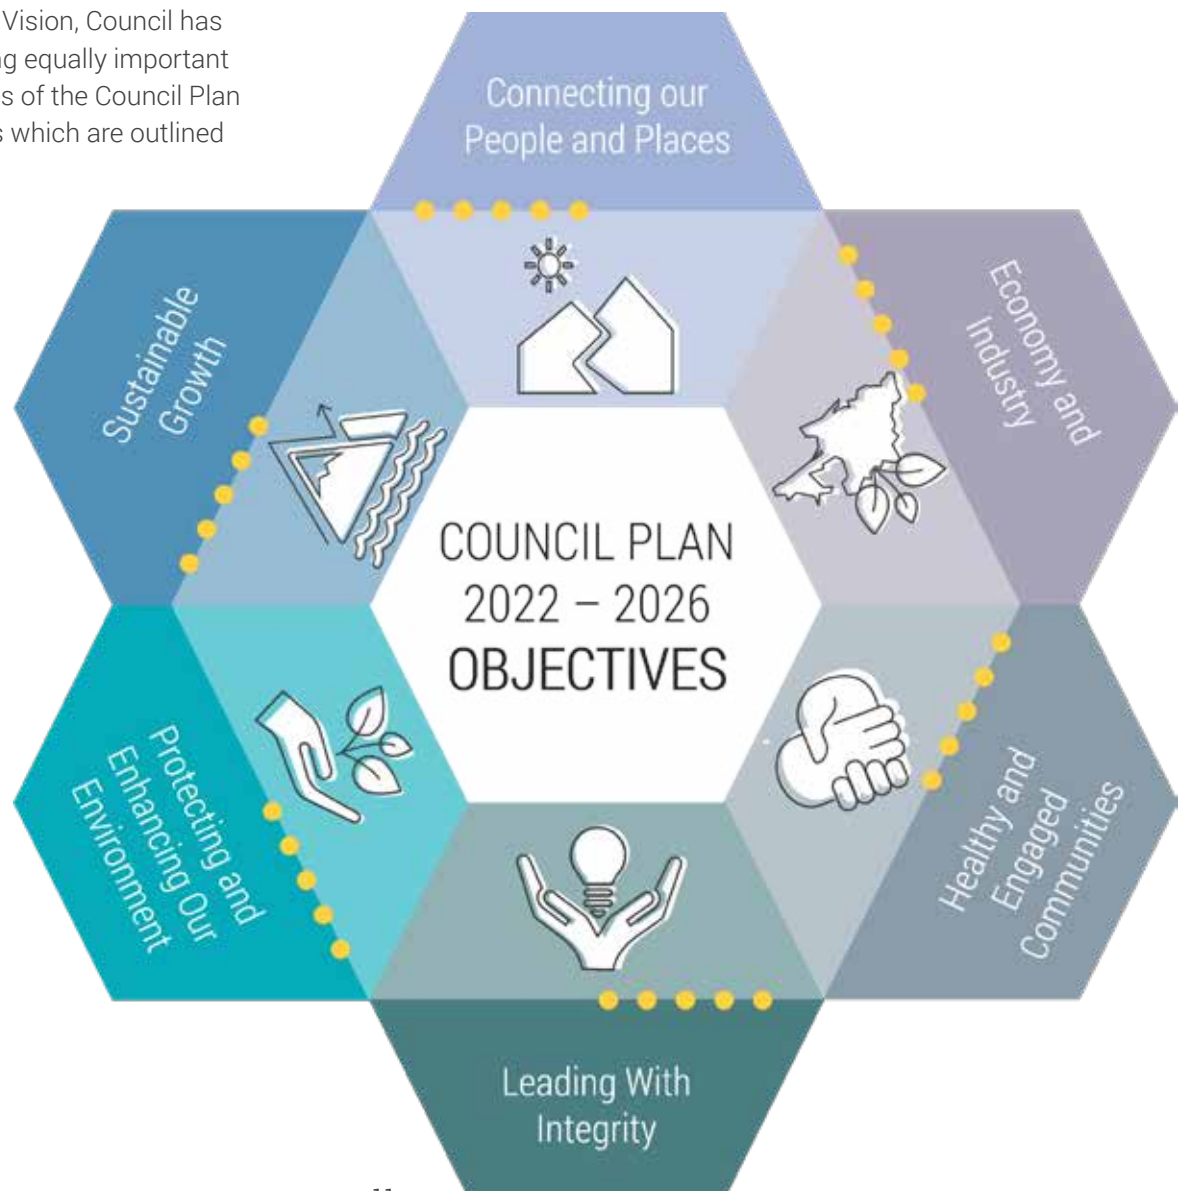 Vision, Council has
equally important
of the Council Plan
which are outlined
Connecting our
People and Places
Economy and
Industry
Healthy and
Engaged
Communities
Leading With
Integrity
Protecting and
Enhancing Our
Environment
Sustainable
Growth
COUNCIL PLAN
2022 – 2026
OBJECTIVES